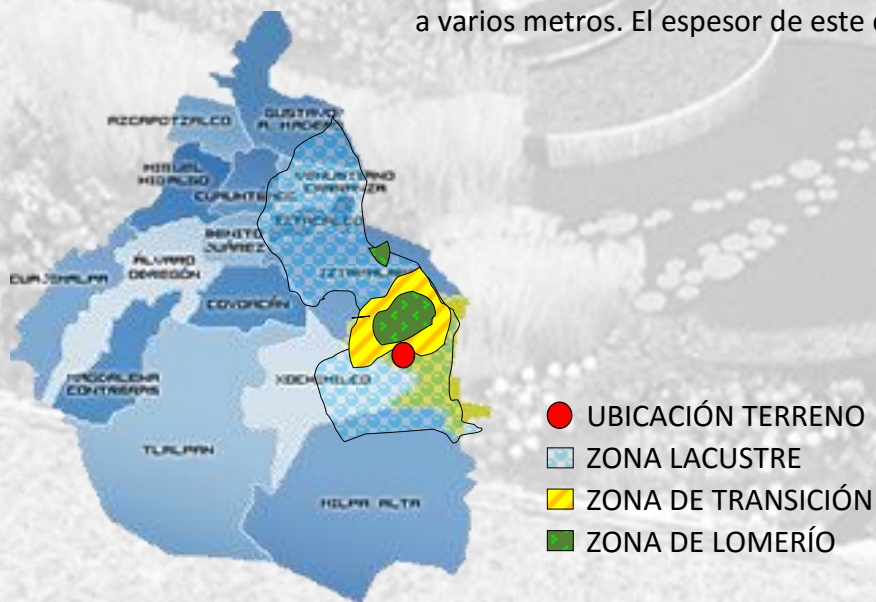 a varios metros. El espesor de este
AZCAPOTZALCO
GUSTAVO
A. MADERO
MIGUEL
HIDALGO
VENUSTIANO
CARRANZA
CUAUHTEMOC
IZTACALCO
BENITO
JUÁREZ
CUAJIMALPA
ÁLVARO
OBREGÓN
IZTAPALAPA
COYOACÁN
MAGDALENA
CONTRERAS
XOCHIMILCO
TLALPAN
MILPA ALTA
UBICACIÓN TERRENO
ZONA LACUSTRE
ZONA DE TRANSICIÓN
ZONA DE LOMERÍO